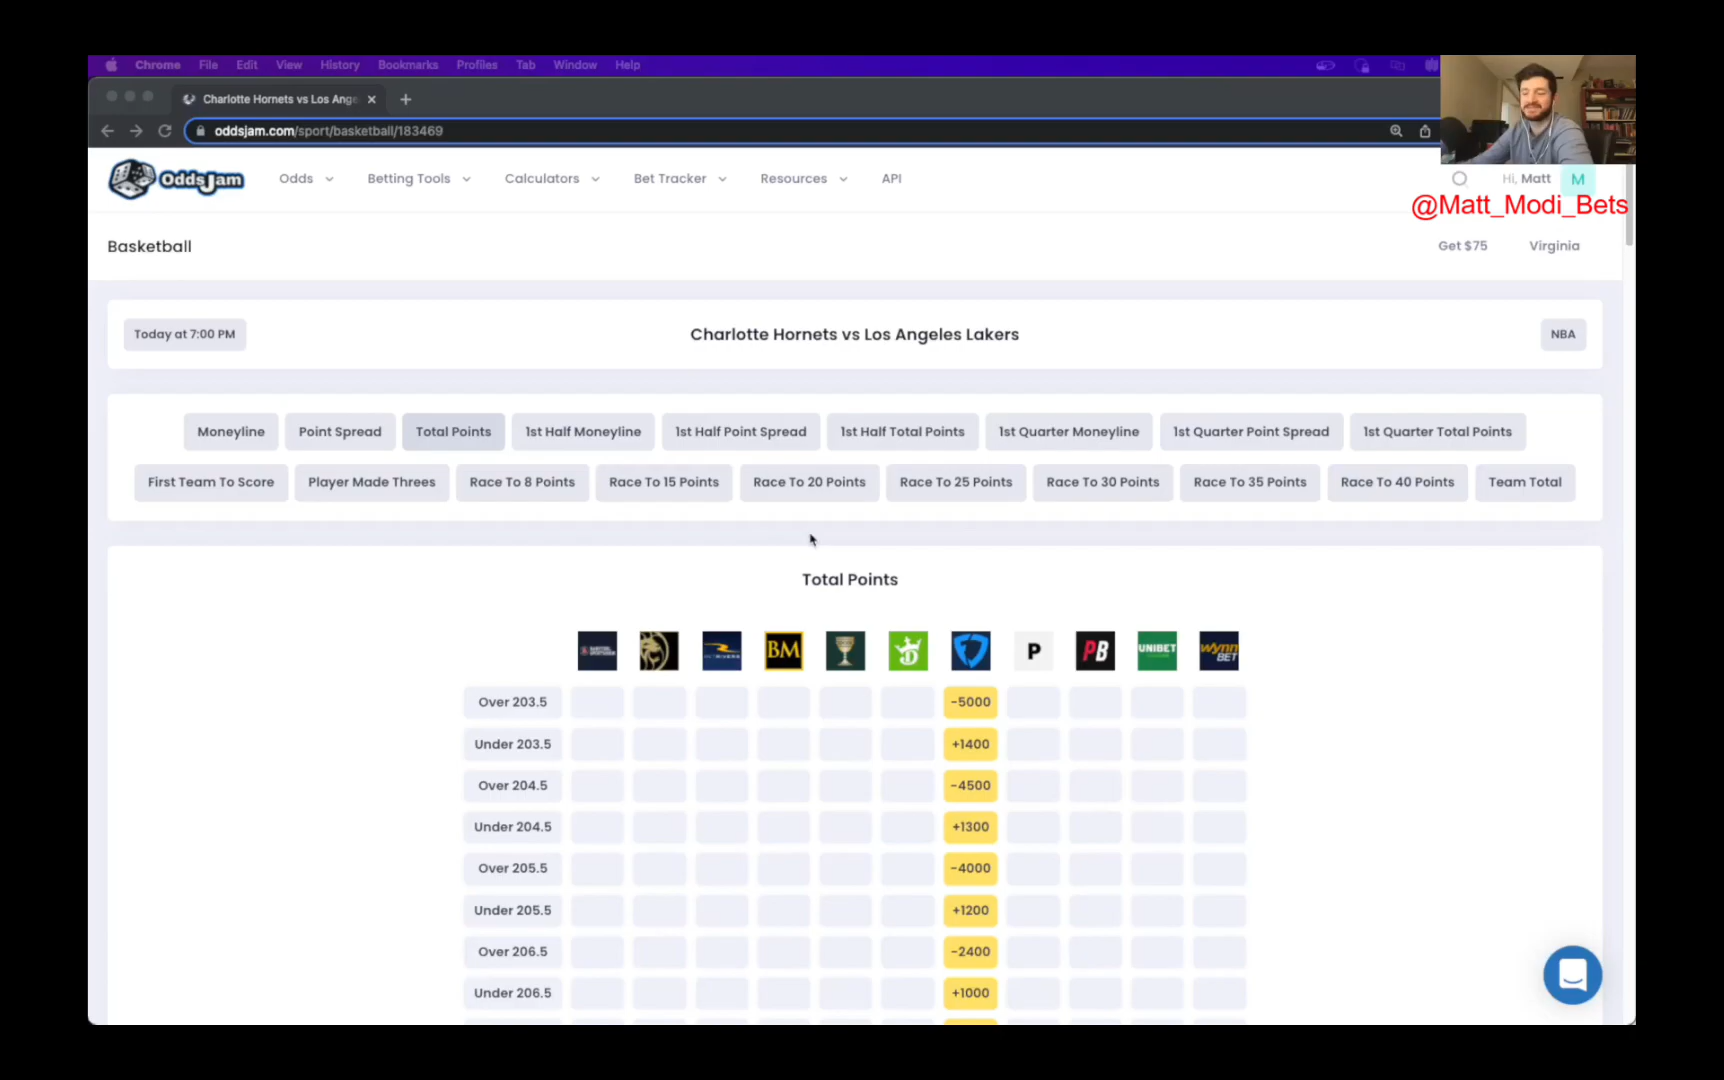 Chrome File Edit View History Bookmarks Profiles Tab Window Help
Charlotte Hornets vs Los Ange
oddsjam.com/sport/basketball/183469
OddsJam Odds Betting Tools Calculators Bet Tracker Resources API Hi, Matt M
@Matt_Modi_Bets
Basketball Get $75 Virginia
Today at 7:00 PM Charlotte Hornets vs Los Angeles Lakers NBA
Moneyline Point Spread Total Points 1st Half Moneyline 1st Half Point Spread 1st Half Total Points 1st Quarter Moneyline 1st Quarter Point Spread 1st Quarter Total Points
First Team To Score Player Made Threes Race To 8 Points Race To 15 Points Race To 20 Points Race To 25 Points Race To 30 Points Race To 35 Points Race To 40 Points Team Total
Total Points
BM P PB UNIBET WYNN BET
Over 203.5 -5000
Under 203.5 +1400
Over 204.5 -4500
Under 204.5 +1300
Over 205.5 -4000
Under 205.5 +1200
Over 206.5 -2400
Under 206.5 +1000